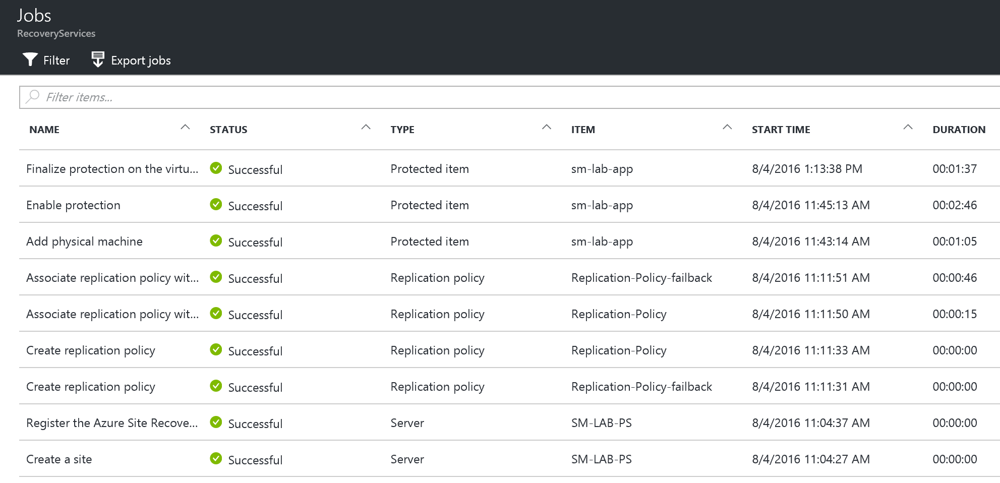 Jobs
RecoveryServices
Filter Export jobs
Filter items...
NAME STATUS TYPE ITEM START TIME DURATION
Finalize protection on the virtu... Successful Protected item sm-lab-app 8/4/2016 1:13:38 PM 00:01:37
Enable protection Successful Protected item sm-lab-app 8/4/2016 11:45:13 AM 00:02:46
Add physical machine Successful Protected item sm-lab-app 8/4/2016 11:43:14 AM 00:01:05
Associate replication policy wit... Successful Replication policy Replication-Policy-failback 8/4/2016 11:11:51 AM 00:00:46
Associate replication policy wit... Successful Replication policy Replication-Policy 8/4/2016 11:11:50 AM 00:00:15
Create replication policy Successful Replication policy Replication-Policy 8/4/2016 11:11:33 AM 00:00:00
Create replication policy Successful Replication policy Replication-Policy-failback 8/4/2016 11:11:31 AM 00:00:00
Register the Azure Site Recove... Successful Server SM-LAB-PS 8/4/2016 11:04:37 AM 00:00:00
Create a site Successful Server SM-LAB-PS 8/4/2016 11:04:27 AM 00:00:00